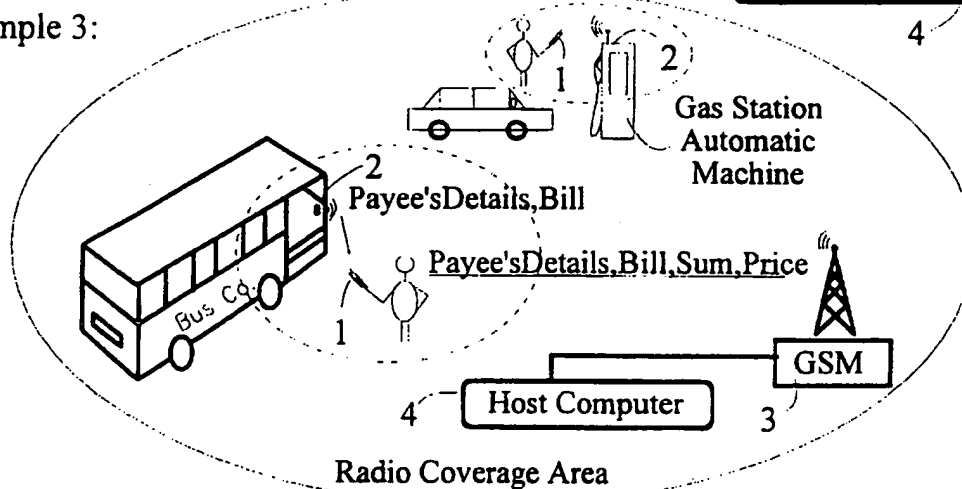 mple 3:
4
1
2
Gas Station
Automatic
Machine
2
Payee'sDetails,Bill
Payee'sDetails,Bill,Sum,Price
Bus Co.
1
GSM
4
Host Computer
3
Radio Coverage Area